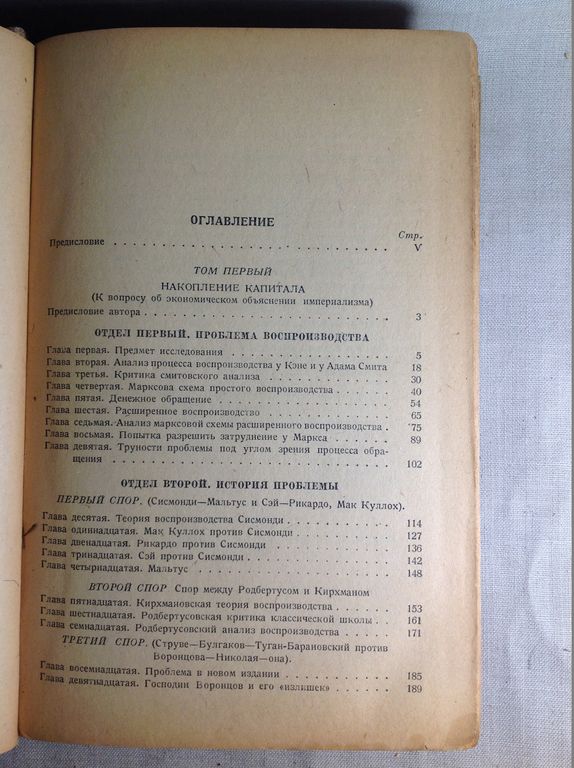 ОГЛАВЛЕНИЕ
Стр.
Предисловие . . . . . . . . . . . . . . . . . . . . . . . . . . . . V
ТОМ ПЕРВЫЙ
НАКОПЛЕНИЕ КАПИТАЛА
(К вопросу об экономическом объяснении империализма)
Предисловие автора . . . . . . . . . . . . . . . . . . . . . . . . 3
ОТДЕЛ ПЕРВЫЙ. ПРОБЛЕМА ВОСПРОИЗВОДСТВА
Глава первая. Предмет исследования . . . . . . . . . . . . . . . 5
Глава вторая. Анализ процесса воспроизводства у Кэне и у Адама Смита 18
Глава третья. Критика смитовского анализа . . . . . . . . . . . . 30
Глава четвертая. Марксова схема простого воспроизводства . . . . . 40
Глава пятая. Денежное обращение . . . . . . . . . . . . . . . . . 54
Глава шестая. Расширенное воспроизводство . . . . . . . . . . . . 65
Глава седьмая. Анализ марксовой схемы расширенного воспроизводства . 75
Глава восьмая. Попытка разрешить затруднение у Маркса . . . . . . 89
Глава девятая. Труности проблемы под углом зрения процесса обра-
щения . . . . . . . . . . . . . . . . . . . . . . . . . . . . 102
ОТДЕЛ ВТОРОЙ. ИСТОРИЯ ПРОБЛЕМЫ
ПЕРВЫЙ СПОР. (Сисмонди—Мальтус и Сэй—Рикардо, Мак Куллох).
Глава десятая. Теория воспроизводства Сисмонди . . . . . . . . . . 114
Глава одиннадцатая. Мак Куллох против Сисмонди . . . . . . . . . 127
Глава двенадцатая. Рикардо против Сисмонди . . . . . . . . . . . 136
Глава тринадцатая. Сэй против Сисмонди . . . . . . . . . . . . . 142
Глава четырнадцатая. Мальтус . . . . . . . . . . . . . . . . . . 148
ВТОРОЙ СПОР Спор между Родбертусом и Кирхманом
Глава пятнадцатая. Кирхмановская теория воспроизводства . . . . . 153
Глава шестнадцатая. Родбертусовская критика классической школы . . 161
Глава семнадцатая. Родбертусовский анализ воспроизводства . . . . . 171
ТРЕТИЙ СПОР. (Струве—Булгаков—Туган-Барановский против
Воронцова—Николая—она).
Глава восемнадцатая. Проблема в новом издании . . . . . . . . . . 185
Глава девятнадцатая. Господин Воронцов и его «излишек» . . . . . . 189